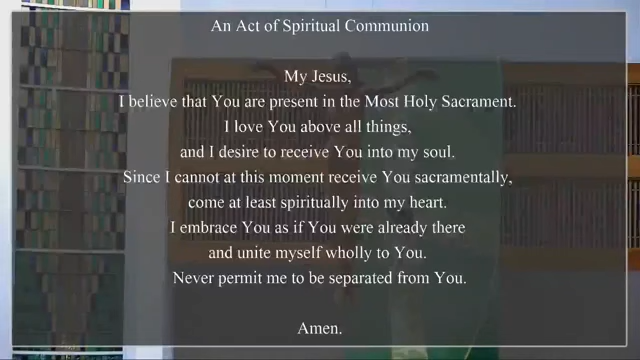 An Act of Spiritual Communion
My Jesus,
I believe that You are present in the Most Holy Sacrament.
I love You above all things,
and I desire to receive You into my soul.
Since I cannot at this moment receive You sacramentally,
come at least spiritually into my heart.
I embrace You as if You were already there
and unite myself wholly to You.
Never permit me to be separated from You.
Amen.